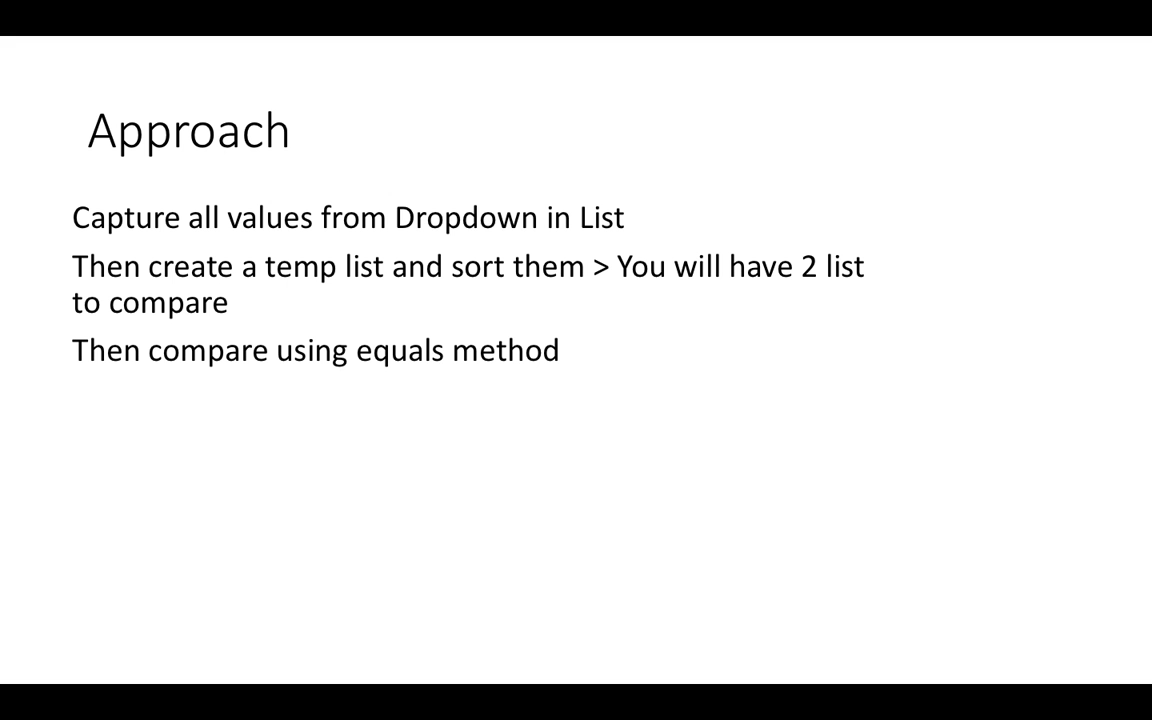 Approach
Capture all values from Dropdown in List
Then create a temp list and sort them > You will have 2 list
to compare
Then compare using equals method